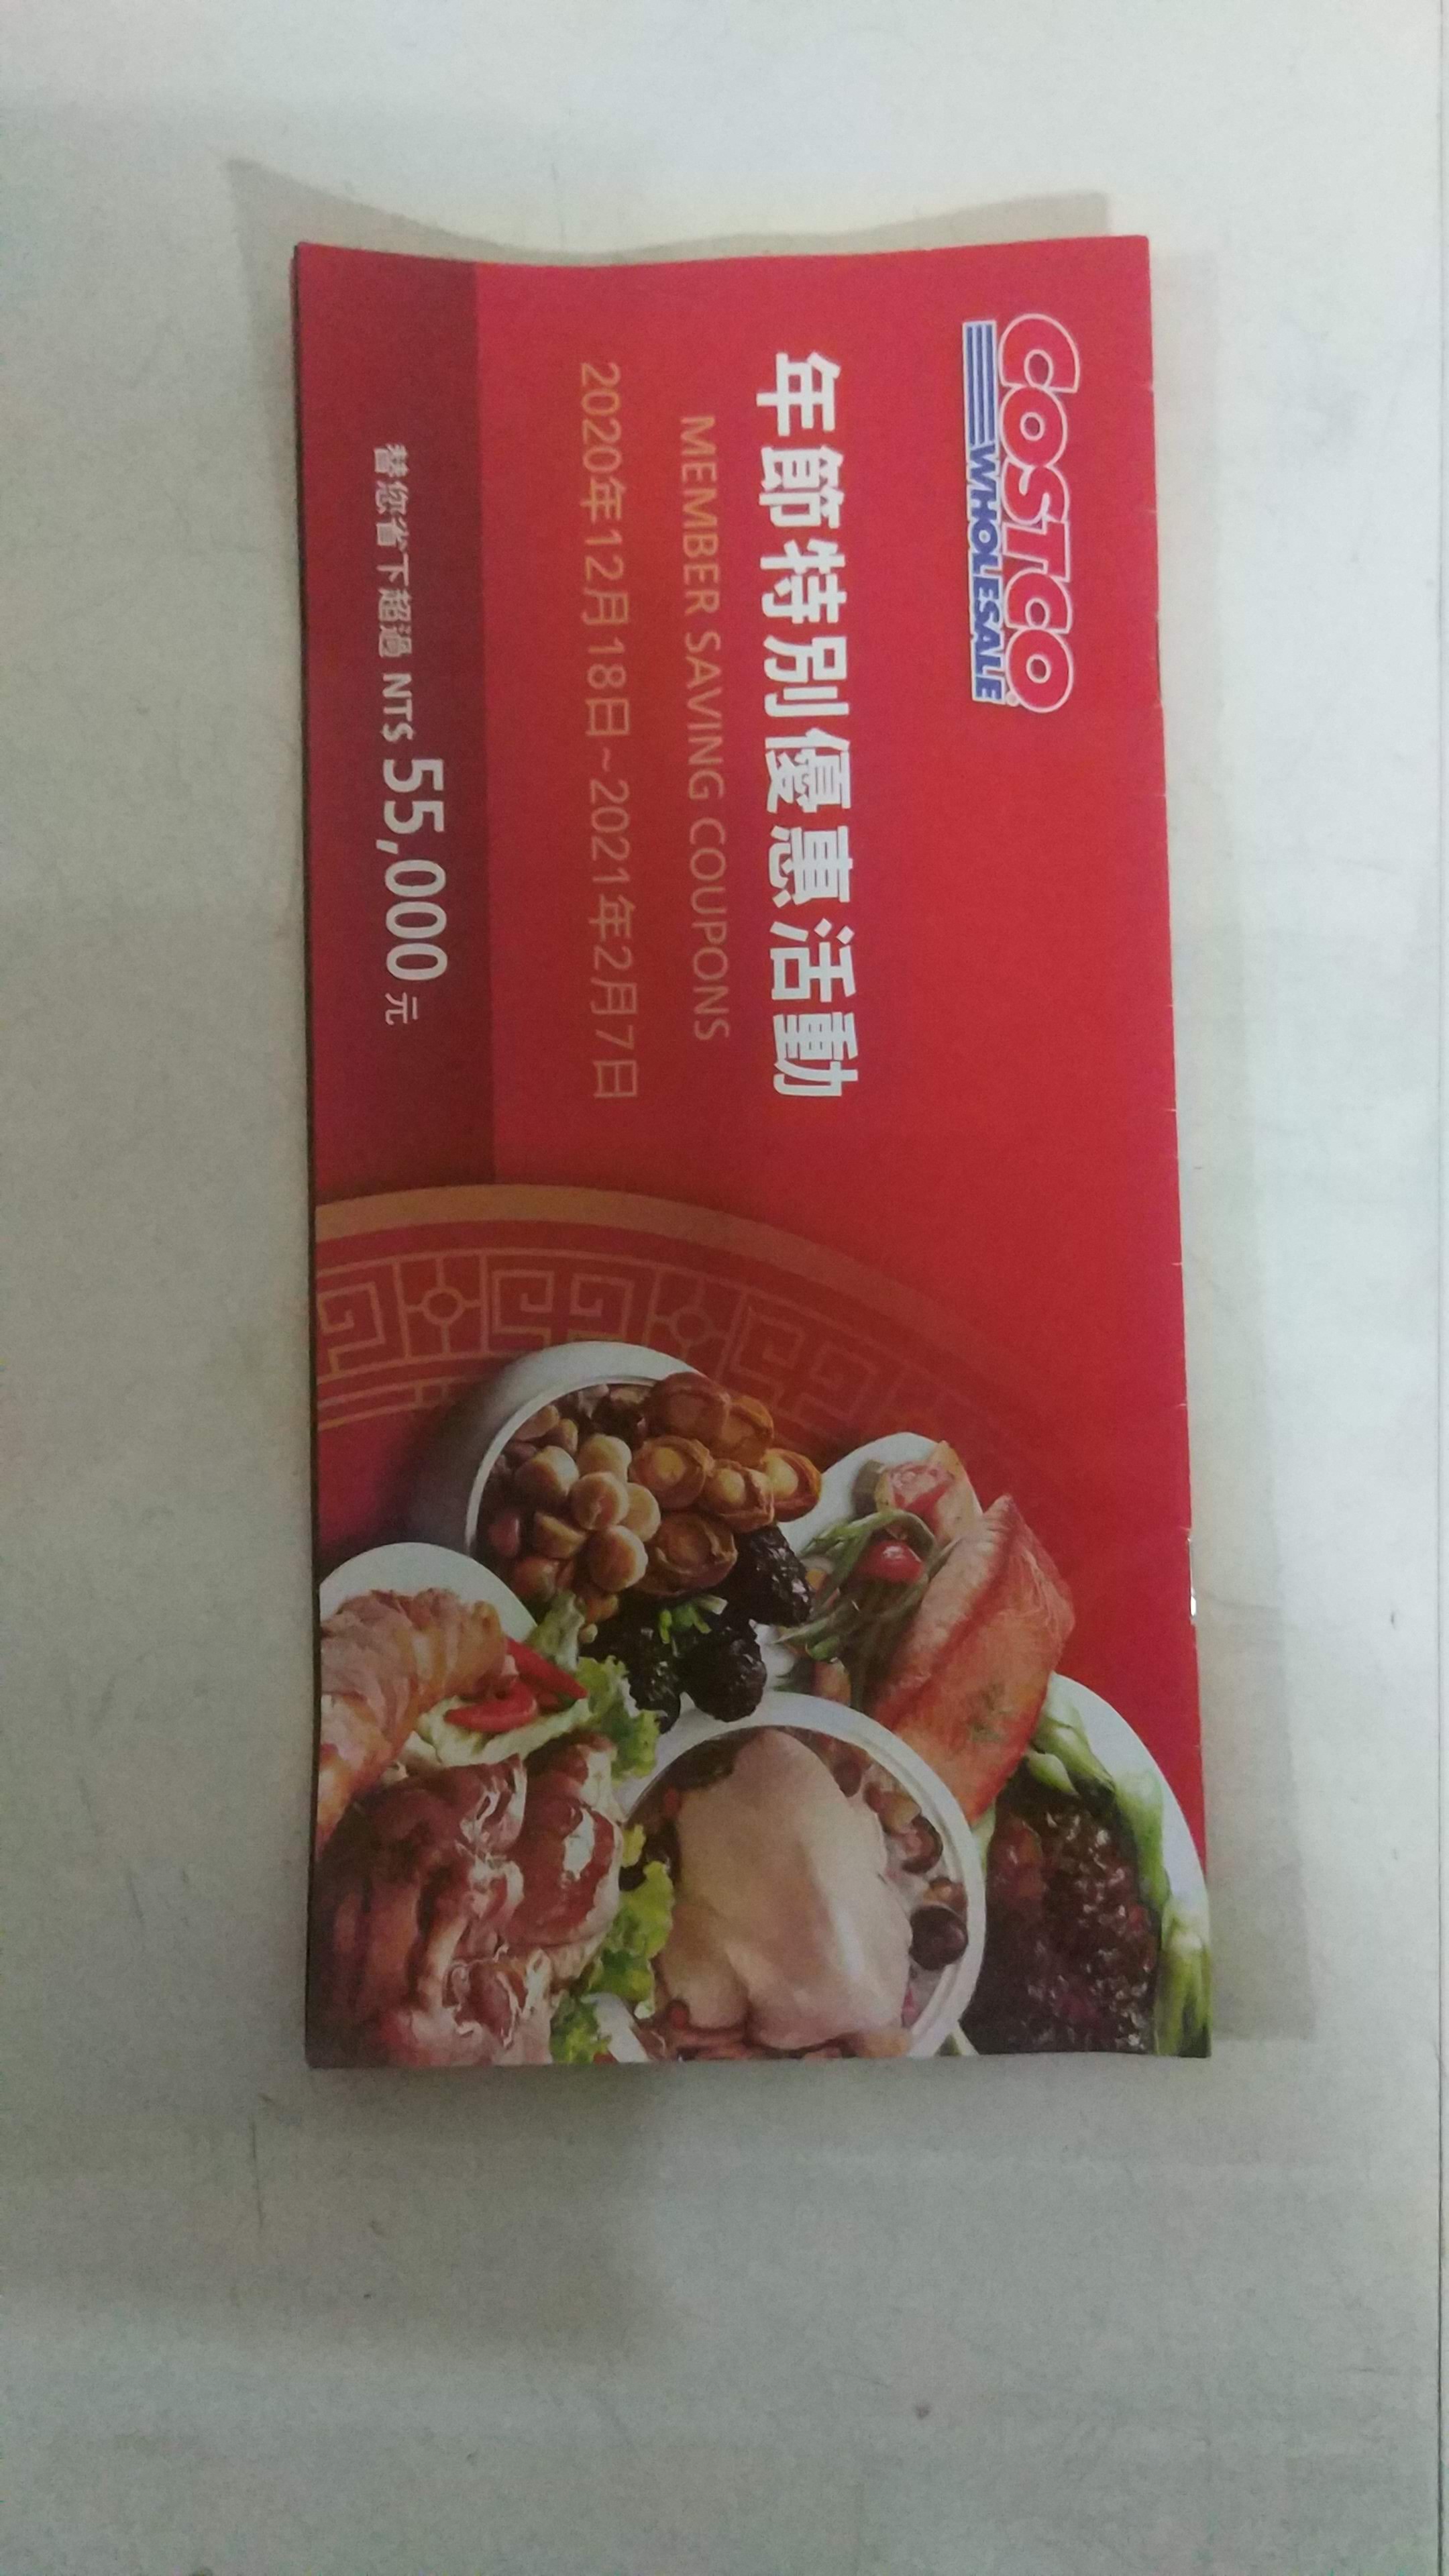 COSTCO
WHOLESALE
年節特別優惠活動
MEMBER SAVING COUPONS
2020年12月18日~2021年2月7日
替您省下超過 NT$ 55,000 元